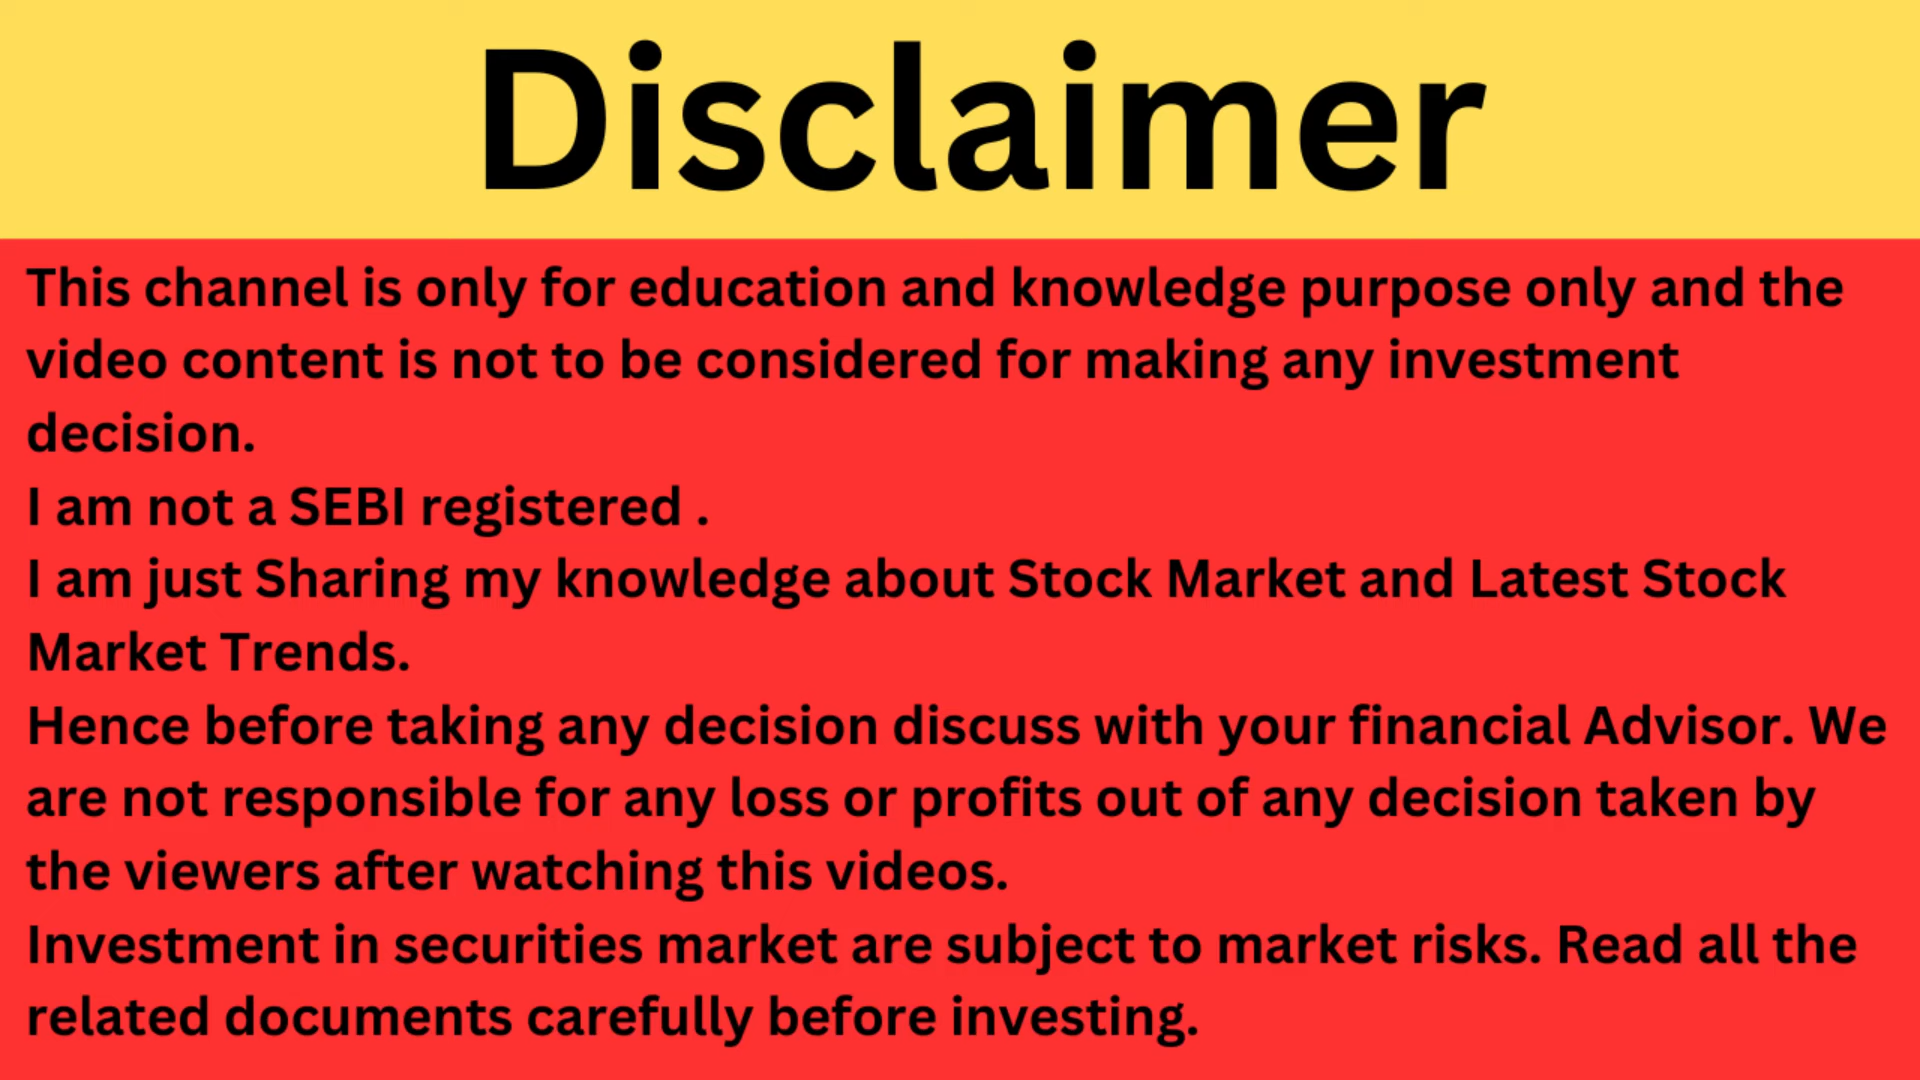 Disclaimer
This channel is only for education and knowledge purpose only and the
video content is not to be considered for making any investment
decision.
I am not a SEBI registered .
I am just Sharing my knowledge about Stock Market and Latest Stock
Market Trends.
Hence before taking any decision discuss with your financial Advisor. We
are not responsible for any loss or profits out of any decision taken by
the viewers after watching this videos.
Investment in securities market are subject to market risks. Read all the
related documents carefully before investing.